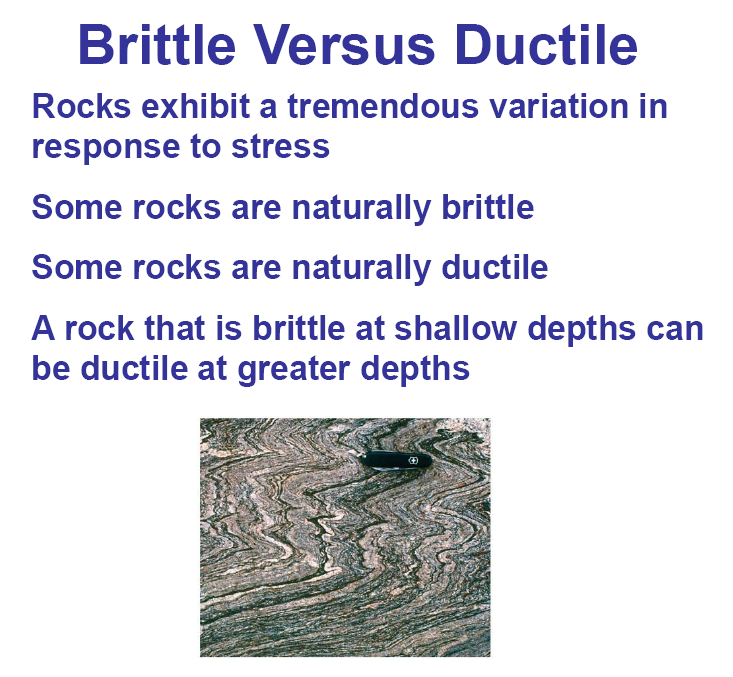 Brittle Versus Ductile
Rocks exhibit a tremendous variation in
response to stress
Some rocks are naturally brittle
Some rocks are naturally ductile
A rock that is brittle at shallow depths can
be ductile at greater depths